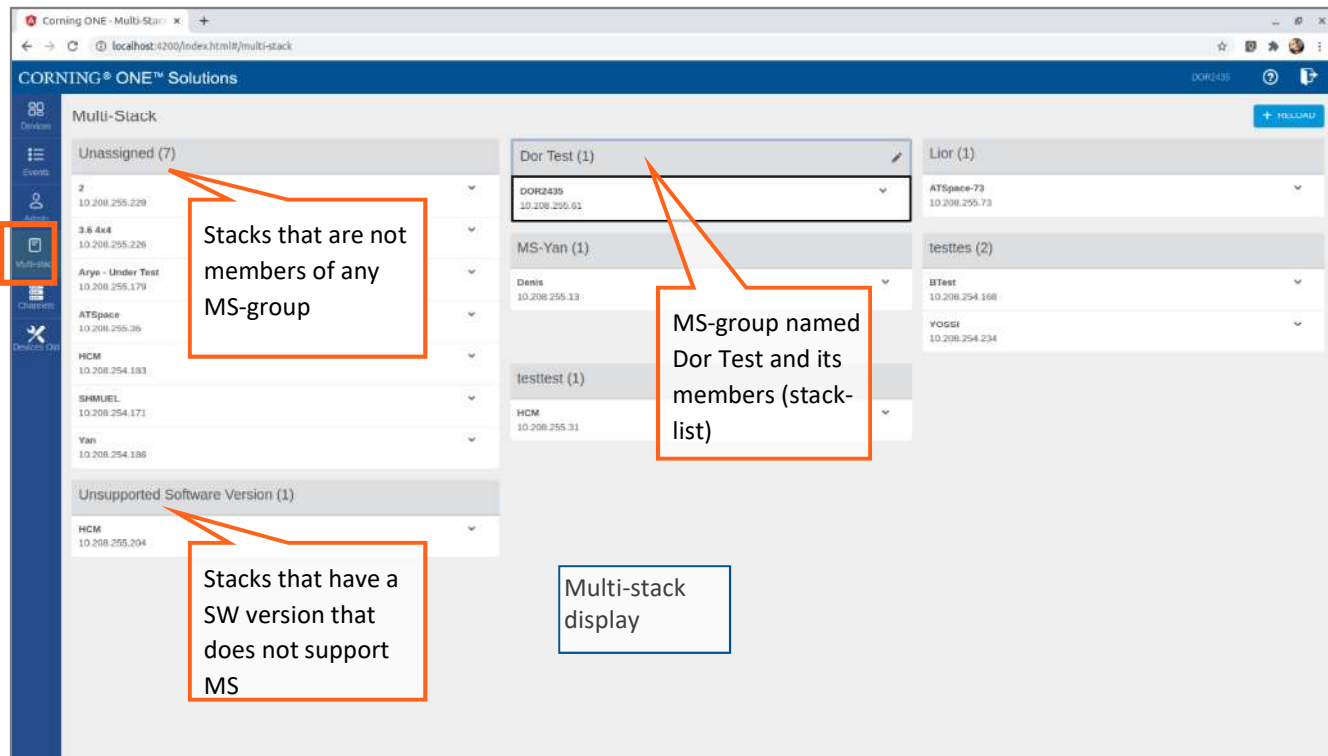 Corning ONE - Multi-Stac
localhost:4200/index.html#/multi-stack
CORNING® ONE™ Solutions
DOR2435
Devices
Events
Admin
Multi-stac
Channels
Devices Old
Multi-Stack
+ RELOAD
Unassigned (7)
2
10.208.255.229
3.6 4x4
10.208.255.226
Arye - Under Test
10.208.255.179
ATSpace
10.208.255.36
HCM
10.208.254.183
SHMUEL
10.208.254.171
Yan
10.208.254.186
Unsupported Software Version (1)
HCM
10.208.255.204
Dor Test (1)
DOR2435
10.208.255.61
MS-Yan (1)
Denis
10.208.255.13
testtest (1)
HCM
10.208.255.31
Lior (1)
ATSpace-73
10.208.255.73
testtes (2)
BTest
10.208.254.168
YOSSI
10.208.254.234
Stacks that are not
members of any
MS-group
MS-group named
Dor Test and its
members (stack-
list)
Stacks that have a
SW version that
does not support
MS
Multi-stack
display